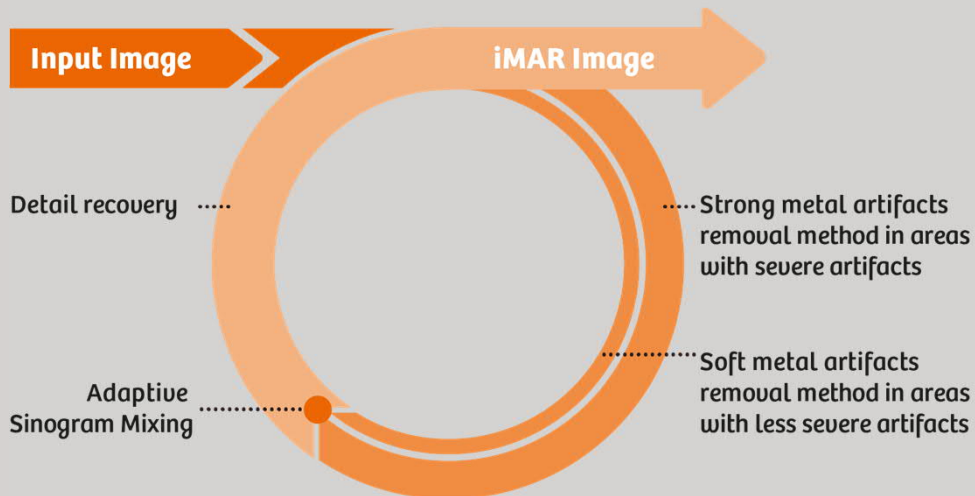 Input Image
iMAR Image
Detail recovery
Strong metal artifacts
removal method in areas
with severe artifacts
Soft metal artifacts
removal method in areas
with less severe artifacts
Adaptive
Sinogram Mixing